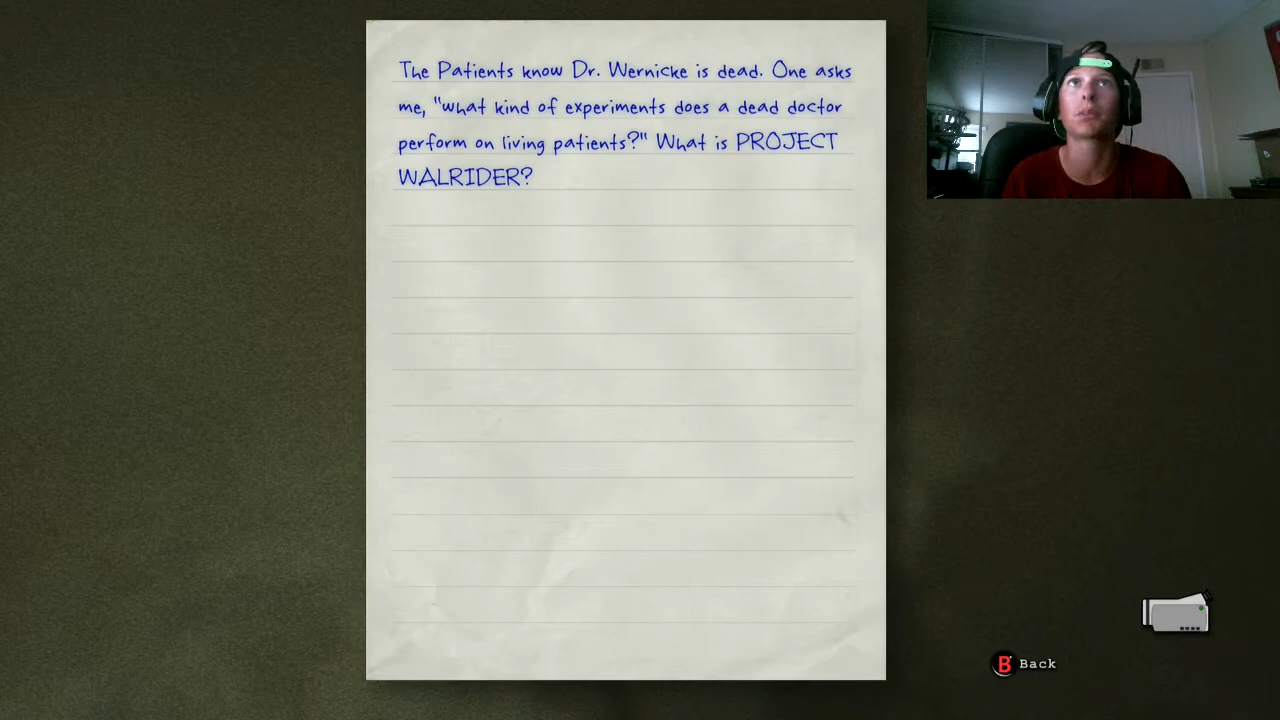 The Patients know Dr. Wernicke is dead. One asks
me, "what kind of experiments does a dead doctor
perform on living patients?" What is PROJECT
WALRIDER?
B Back